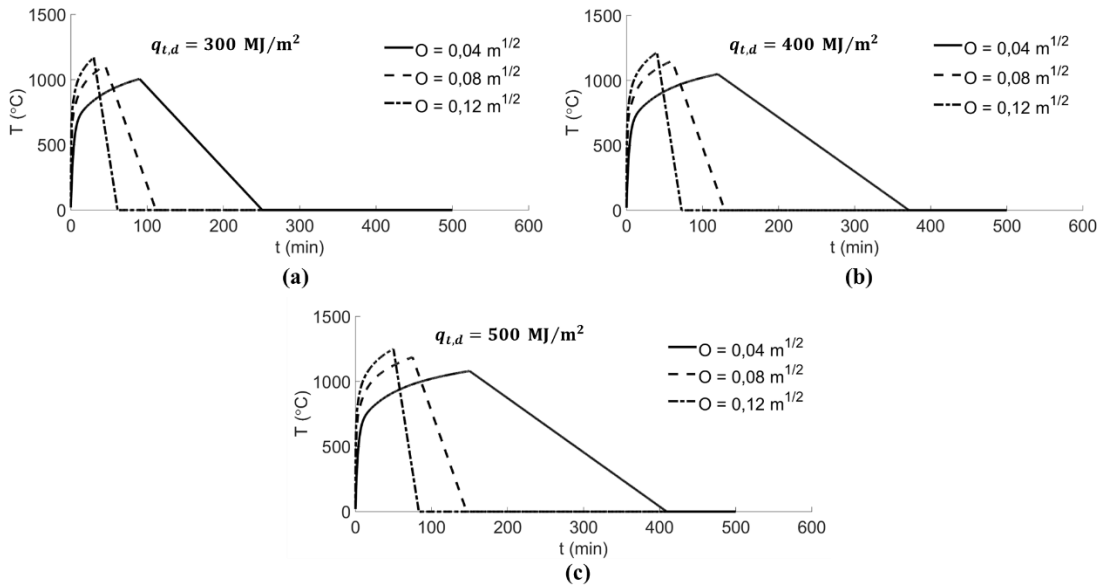 1500
q_{t,d} = 300 MJ/m²
O = 0,04 m^{1/2}
O = 0,08 m^{1/2}
O = 0,12 m^{1/2}
1000
T (°C)
500
0
0 100 200 300 400 500 600
t (min)
(a)
1500
q_{t,d} = 400 MJ/m²
O = 0,04 m^{1/2}
O = 0,08 m^{1/2}
O = 0,12 m^{1/2}
1000
T (°C)
500
0
0 100 200 300 400 500 600
t (min)
(b)
1500
q_{t,d} = 500 MJ/m²
O = 0,04 m^{1/2}
O = 0,08 m^{1/2}
O = 0,12 m^{1/2}
1000
T (°C)
500
0
0 100 200 300 400 500 600
t (min)
(c)